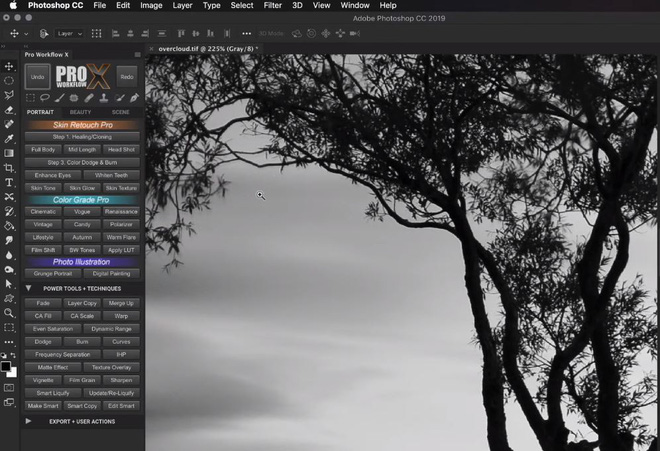 Photoshop CC File Edit Image Layer Type Select Filter 3D View Window Help
Adobe Photoshop CC 2019
Layer 3D Mode
Pro Workflow X
overcloud.tif @ 225% (Gray/8) *
Undo PRO WORKFLOW X Redo
PORTRAIT BEAUTY SCENE
Skin Retouch Pro
Step 1: Healing/Cloning
Full Body Mid Length Head Shot
Step 3. Color Dodge & Burn
Enhance Eyes Whiten Teeth
Skin Tone Skin Glow Skin Texture
Color Grade Pro
Cinematic Vogue Renaissance
Vintage Candy Polarizer
Lifestyle Autumn Warm Flare
Film Shift BW Tones Apply LUT
Photo Illustration
Grunge Portrait Digital Painting
POWER TOOLS + TECHNIQUES
Fade Layer Copy Merge Up
CA Fill CA Scale Warp
Even Saturation Dynamic Range
Dodge Burn Curves
Frequency Separation IHP
Matte Effect Texture Overlay
Vignette Film Grain Sharpen
Smart Liquify Update/Re-Liquify
Make Smart Smart Copy Edit Smart
EXPORT + USER ACTIONS